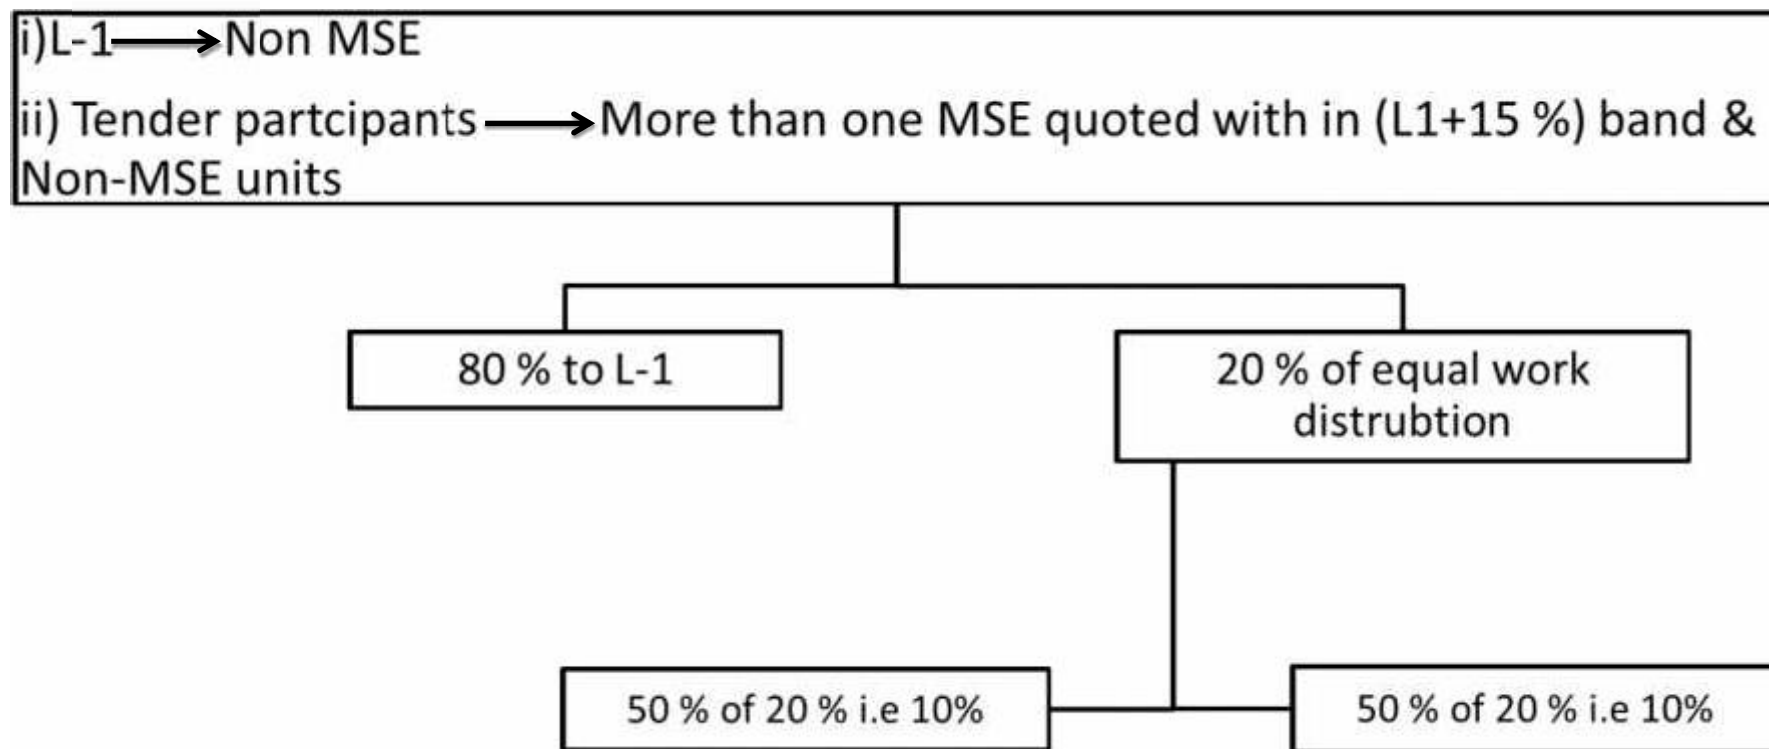 i)L-1 Non MSE
ii) Tender partcipants More than one MSE quoted with in (L1+15 %) band &
Non-MSE units
80 % to L-1
20 % of equal work
distrubtion
50 % of 20 % i.e 10%
50 % of 20 % i.e 10%